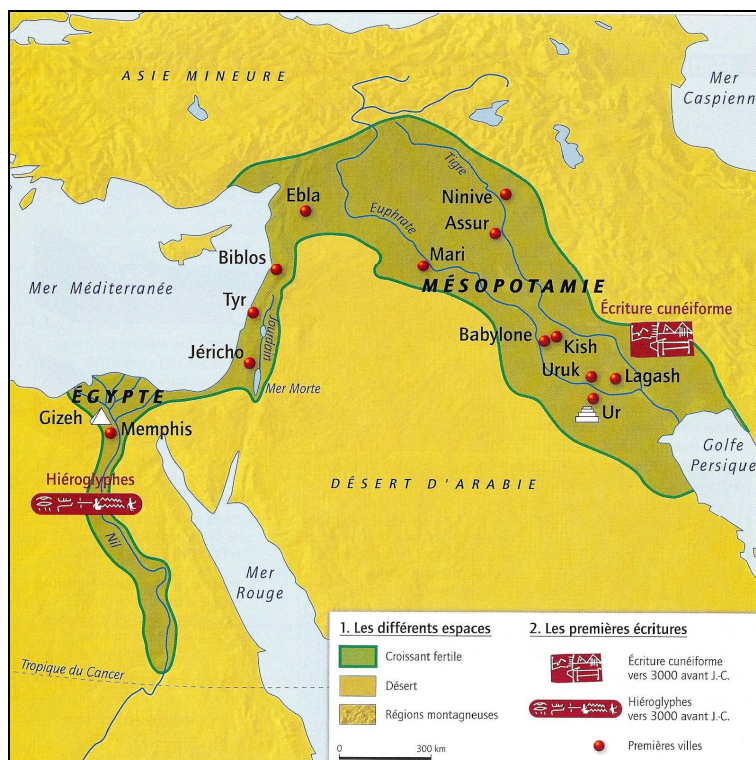 ASIE MINEURE
Mer
Caspienne
Tigre
Ebla
Ninive
Euphrate
Assur
Biblos
Mari
Mer Méditerranée
MÉSOPOTAMIE
Tyr
Écriture cunéiforme
Jourdain
Babylone
Kish
Jéricho
Uruk
Lagash
Mer Morte
ÉGYPTE
Gizeh
Memphis
Ur
Golfe
Persique
Hiéroglyphes
DÉSERT D'ARABIE
Nil
Mer
Rouge
Tropique du Cancer
1. Les différents espaces
Croissant fertile
Désert
Régions montagneuses
0 300 km
2. Les premières écritures
Écriture cunéiforme
vers 3000 avant J.-C.
Hiéroglyphes
vers 3000 avant J.-C.
Premières villes